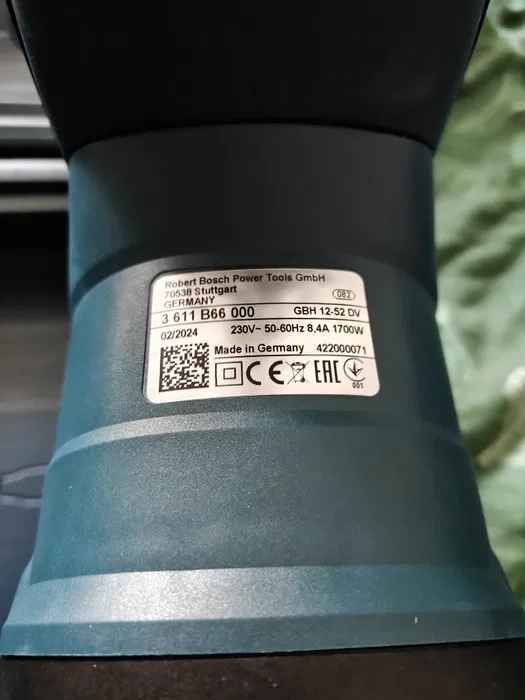 Robert Bosch Power Tools GmbH
70538 Stuttgart
GERMANY
082
3 611 B66 000 GBH 12-52 DV
02/2024 230V~ 50-60Hz 8,4A 1700W
Made in Germany 422000071
CE EAC
001